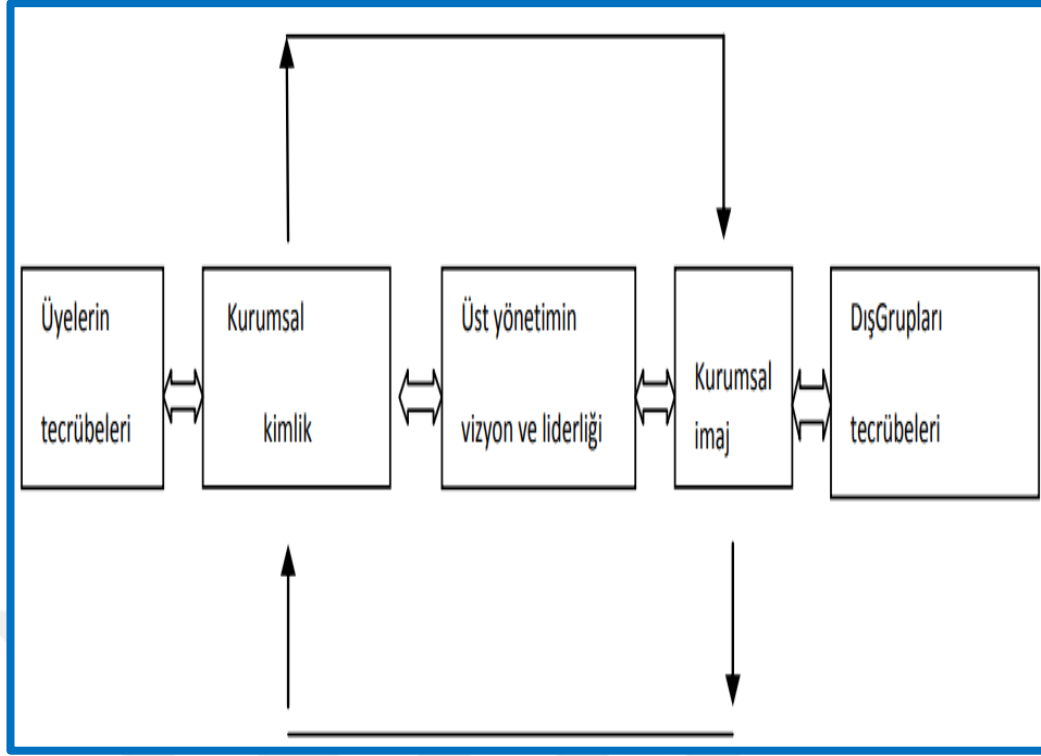 Üyelerin
tecrübeleri
Kurumsal
kimlik
Üst yönetimin
vizyon ve liderliği
Kurumsal
imaj
DışGrupları
tecrübeleri